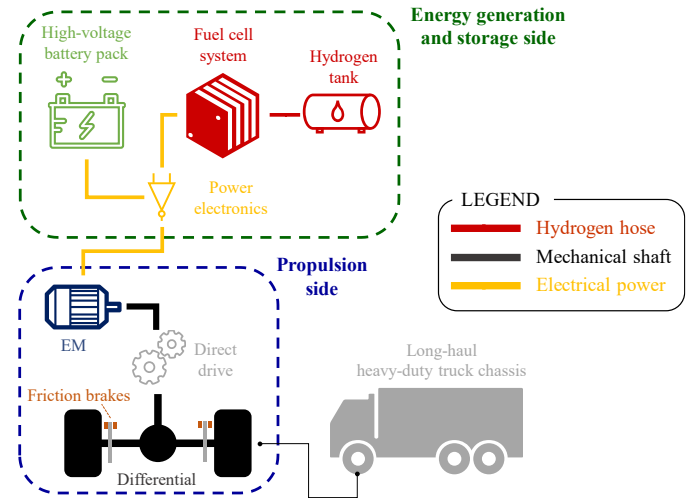 Energy generation
and storage side
High-voltage
battery pack
Fuel cell
system
Hydrogen
tank
Power
electronics
LEGEND
Hydrogen hose
Mechanical shaft
Electrical power
Propulsion
side
EM
Direct
drive
Long-haul
heavy-duty truck chassis
Friction brakes
Differential